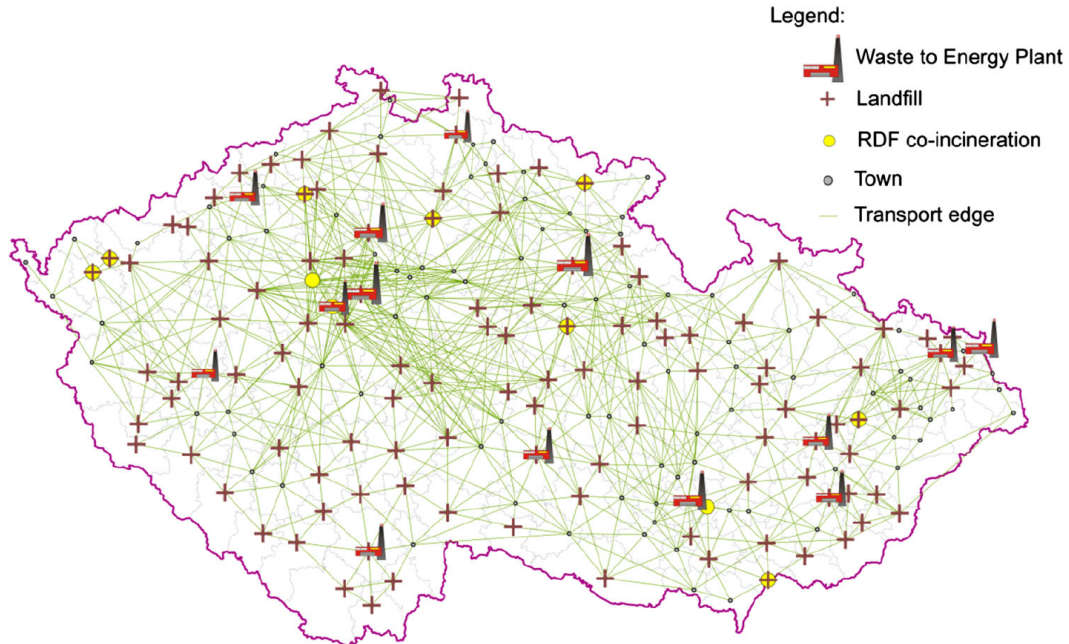 Legend:
Waste to Energy Plant
Landfill
RDF co-incineration
Town
Transport edge